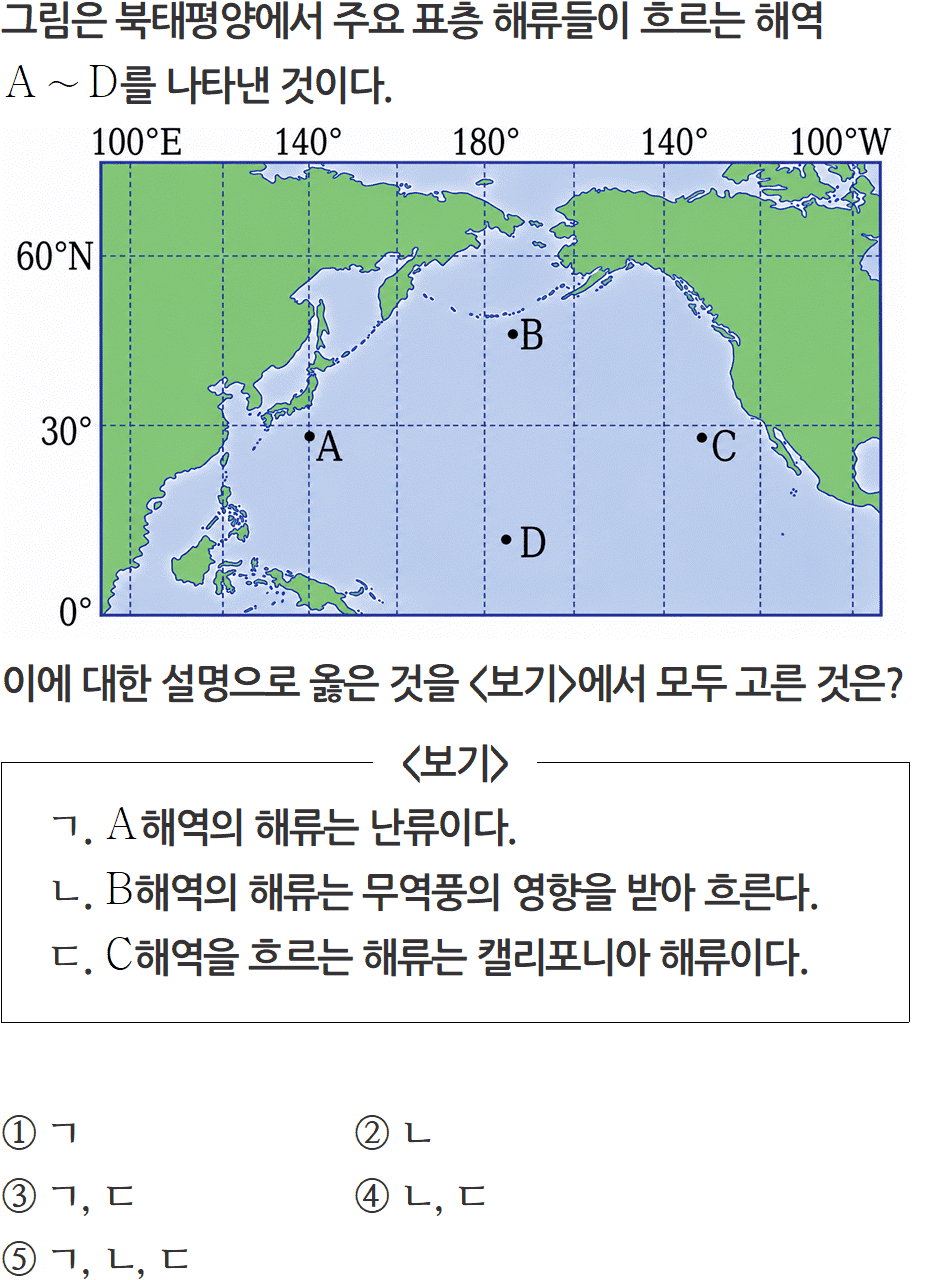 그림은 북태평양에서 주요 표층 해류들이 흐르는 해역
A ~ D를 나타낸 것이다.
100°E 140° 180° 140° 100°W
60°N
B
30°
A C
D
0°
이에 대한 설명으로 옳은 것을 <보기>에서 모두 고른 것은?
<보기>
ㄱ. A해역의 해류는 난류이다.
ㄴ. B해역의 해류는 무역풍의 영향을 받아 흐른다.
ㄷ. C해역을 흐르는 해류는 캘리포니아 해류이다.
① ㄱ ② ㄴ
③ ㄱ, ㄷ ④ ㄴ, ㄷ
⑤ ㄱ, ㄴ, ㄷ